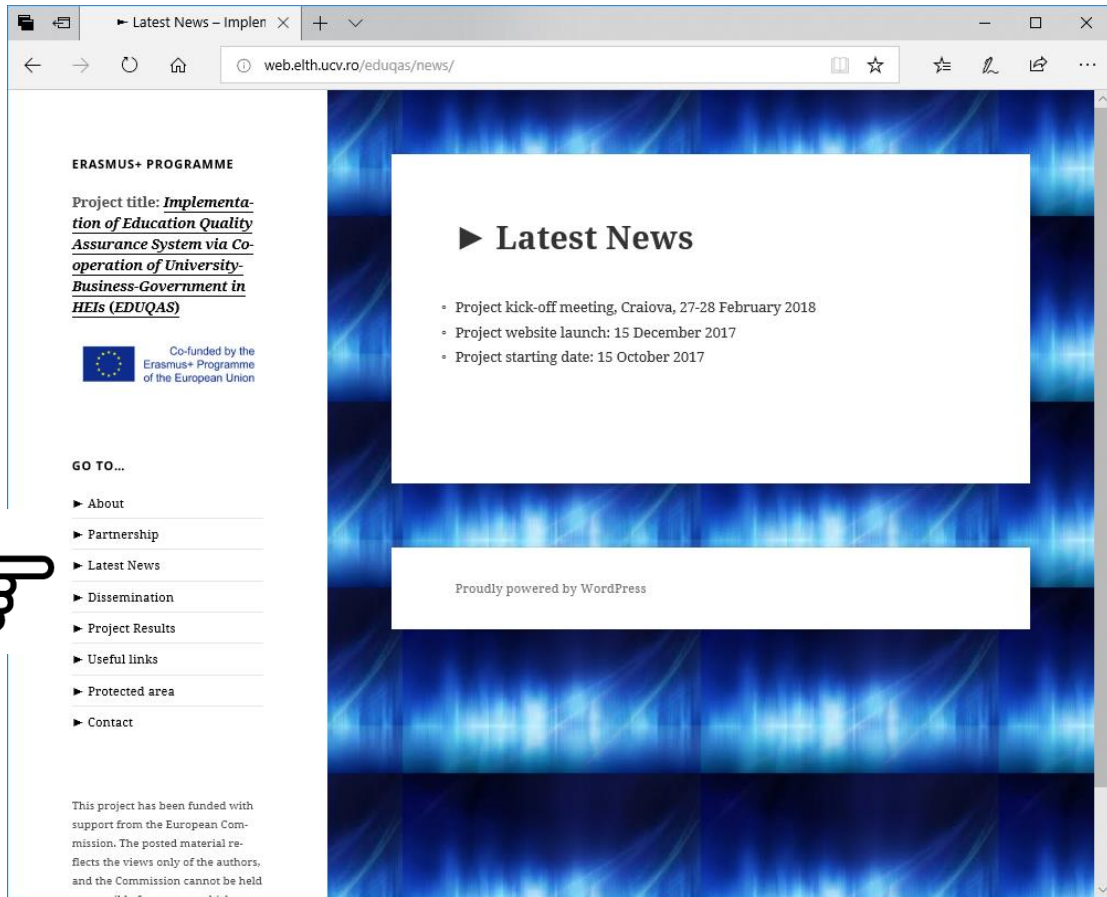 ► Latest News – Implen
web.elth.ucv.ro/eduqas/news/
ERASMUS+ PROGRAMME
Project title: Implementa-
tion of Education Quality
Assurance System via Co-
operation of University-
Business-Government in
HEIs (EDUQAS)
Co-funded by the
Erasmus+ Programme
of the European Union
GO TO...
► About
► Partnership
► Latest News
► Dissemination
► Project Results
► Useful links
► Protected area
► Contact
This project has been funded with
support from the European Com-
mission. The posted material re-
flects the views only of the authors,
and the Commission cannot be held
► Latest News
Project kick-off meeting, Craiova, 27-28 February 2018
Project website launch: 15 December 2017
Project starting date: 15 October 2017
Proudly powered by WordPress